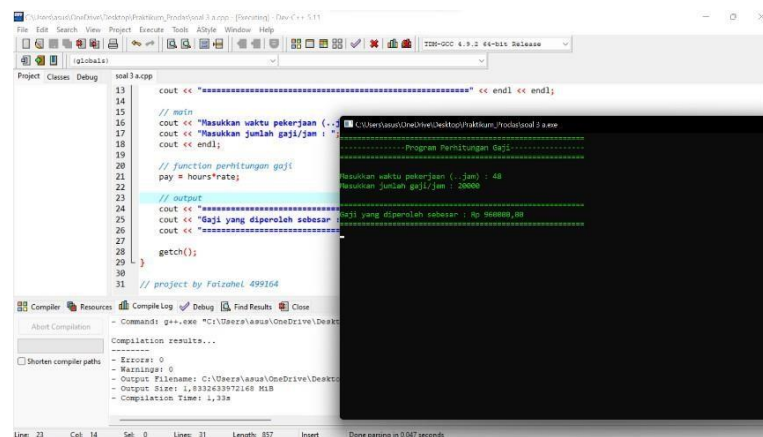 C:\Users\asus\OneDrive\Desktop\Praktikum_Prodas\soal 3 a.cpp - [Executing] - Dev-C++ 5.11
File Edit Search View Project Execute Tools AStyle Window Help
TDM-GCC 4.9.2 64-bit Release
(globals)
Project Classes Debug soal 3 a.cpp
13 cout << "========================================================" << endl << endl;
14
15 // main
16 cout << "Masukkan waktu pekerjaan (..j
17 cout << "Masukkan jumlah gaji/jam : ";
18 cout << endl;
19
20 // function perhitungan gaji
21 pay = hours*rate;
22
23 // output
24 cout << "=============================
25 cout << "Gaji yang diperoleh sebesar :
26 cout << "=============================
27
28 getch();
29 }
30
31 // project by Faizahel 499164
C:\Users\asus\OneDrive\Desktop\Praktikum_Prodas\soal 3 a.exe
========================================================
---------------Program Perhitungan Gaji-----------------
========================================================
Masukkan waktu pekerjaan (..jam) : 48
Masukkan jumlah gaji/jam : 20000
========================================================
Gaji yang diperoleh sebesar : Rp 960000,00
========================================================
Compiler Resources Compile Log Debug Find Results Close
Abort Compilation
Shorten compiler paths
- Command: g++.exe "C:\Users\asus\OneDrive\Deskt
Compilation results...
--------
- Errors: 0
- Warnings: 0
- Output Filename: C:\Users\asus\OneDrive\Deskto
- Output Size: 1,8332633972168 MiB
- Compilation Time: 1,33s
Line: 23 Col: 14 Sel: 0 Lines: 31 Length: 857 Insert Done parsing in 0,047 seconds